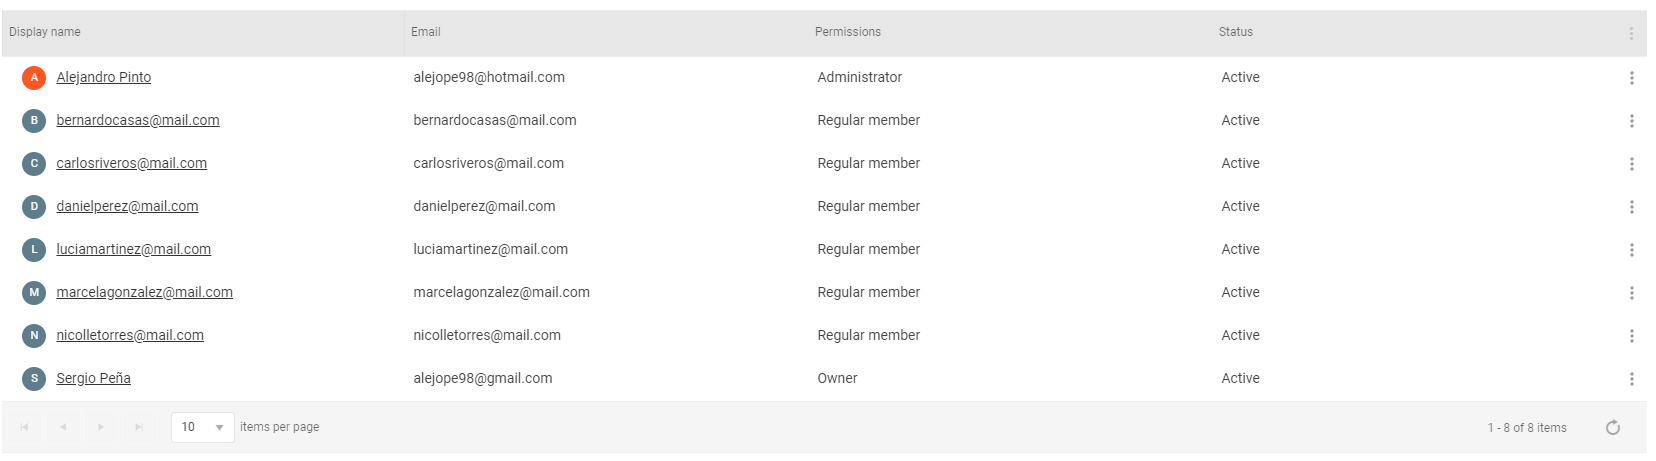 Display name Email Permissions Status
A Alejandro Pinto alejope98@hotmail.com Administrator Active
B bernardocasas@mail.com bernardocasas@mail.com Regular member Active
C carlosriveros@mail.com carlosriveros@mail.com Regular member Active
D danielperez@mail.com danielperez@mail.com Regular member Active
L luciamartinez@mail.com luciamartinez@mail.com Regular member Active
M marcelagonzalez@mail.com marcelagonzalez@mail.com Regular member Active
N nicolletorres@mail.com nicolletorres@mail.com Regular member Active
S Sergio Peña alejope98@gmail.com Owner Active
10 items per page 1 - 8 of 8 items